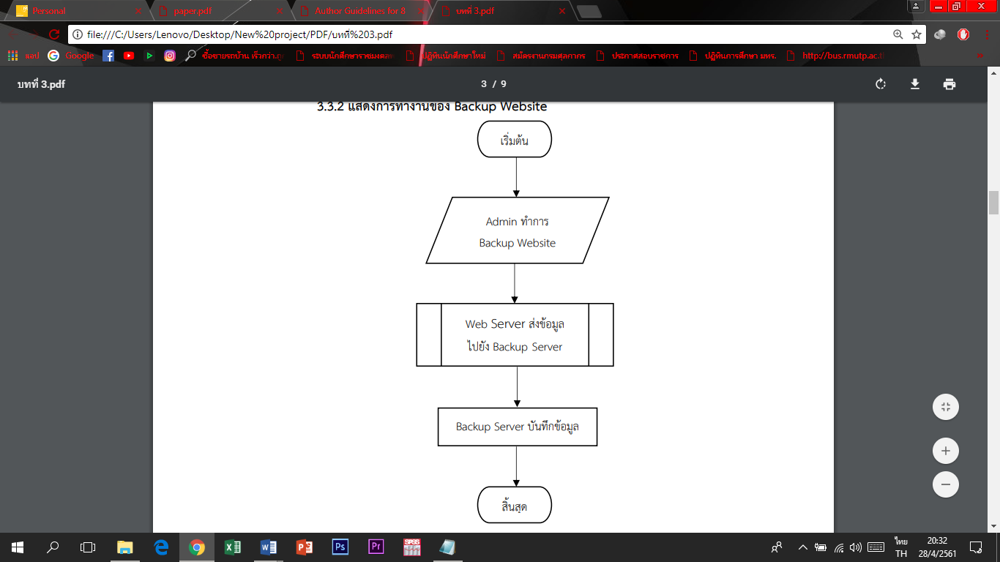 Personal
paper.pdf
Author Guidelines for 8
บทที่ 3.pdf
file:///C:/Users/Lenovo/Desktop/New%20project/PDF/บทที่%203.pdf
แอป
Google
ซื้อขายรถบ้าน เร็วกว่า.ถูก
ระบบนักศึกษาราชมงคล
ปฏิทินนักศึกษาใหม่
สมัครงานกรมศุลกากร
ประกาศสอบราชการ
ปฏิทินการศึกษา มทร.
http://bus.rmutp.ac.t
บทที่ 3.pdf
3 / 9
3.3.2 แสดงการทำงานของ Backup Website
เริ่มต้น
Admin ทำการ
Backup Website
Web Server ส่งข้อมูล
ไปยัง Backup Server
Backup Server บันทึกข้อมูล
สิ้นสุด
ไทย
TH
20:32
28/4/2561